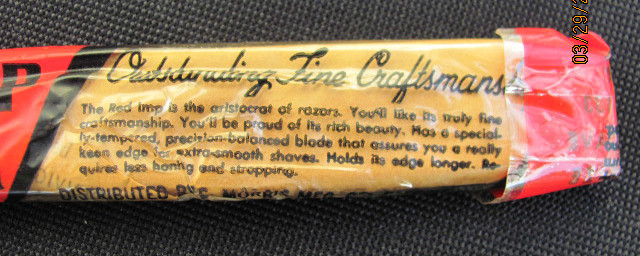 03/29/
P
Outstanding Fine Craftsmans
The Red Imp is the aristocrat of razors. You'll like its truly fine
craftsmanship. You'll be proud of its rich beauty. Has a special-
ly-tempered, precision-balanced blade that assures you a really
keen edge for extra-smooth shaves. Holds its edge longer. Re-
quires less honing and stropping.
DISTRIBUTED BY MORRIS MFG.